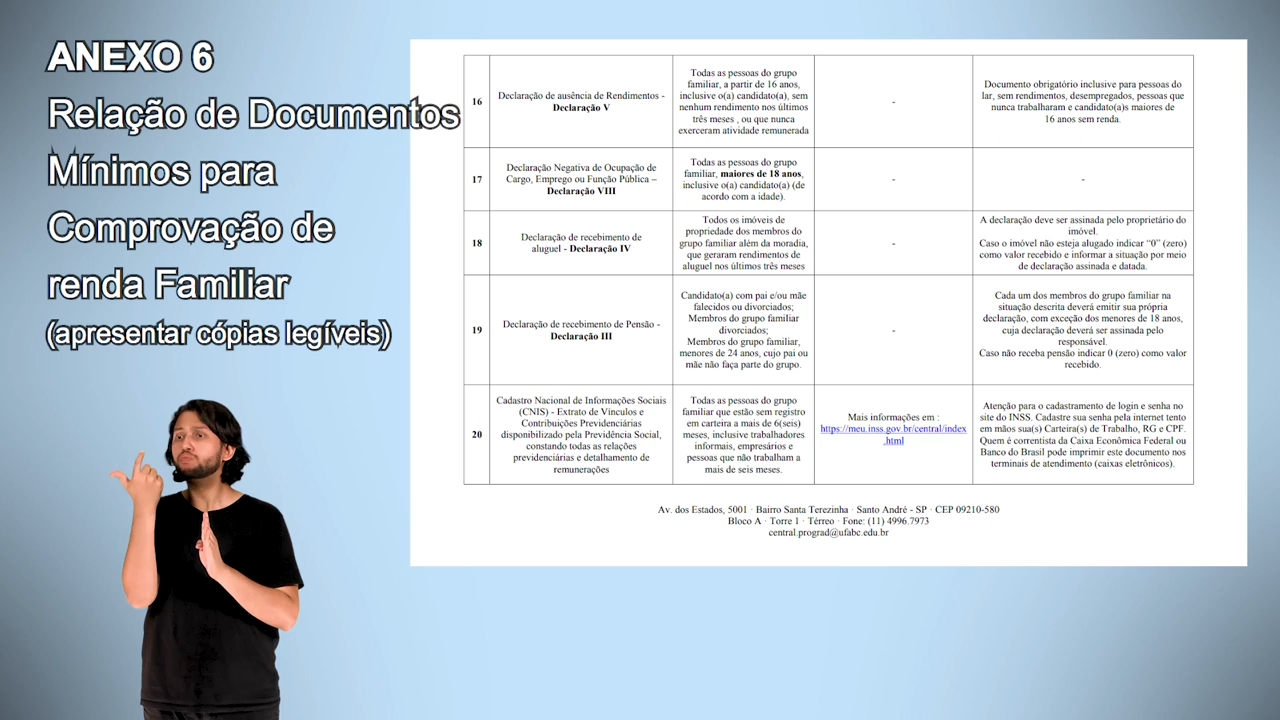 ANEXO 6
Relação de Documentos
Mínimos para
Comprovação de
renda Familiar
(apresentar cópias legíveis)
16
Declaração de ausência de Rendimentos -
Declaração V
Todas as pessoas do grupo
familiar, a partir de 16 anos,
inclusive o(a) candidato(a), sem
nenhum rendimento nos últimos
três meses , ou que nunca
exerceram atividade remunerada
-
Documento obrigatório inclusive para pessoas do
lar, sem rendimentos, desempregados, pessoas que
nunca trabalharam e candidato(a)s maiores de
16 anos sem renda.
17
Declaração Negativa de Ocupação de
Cargo, Emprego ou Função Pública –
Declaração VIII
Todas as pessoas do grupo
familiar, maiores de 18 anos,
inclusive o(a) candidato(a) (de
acordo com a idade).
-
-
18
Declaração de recebimento de
aluguel - Declaração IV
Todos os imóveis de
propriedade dos membros do
grupo familiar além da moradia,
que geraram rendimentos de
aluguel nos últimos três meses
-
A declaração deve ser assinada pelo proprietário do
imóvel.
Caso o imóvel não esteja alugado indicar “0” (zero)
como valor recebido e informar a situação por meio
de declaração assinada e datada.
19
Declaração de recebimento de Pensão -
Declaração III
Candidato(a) com pai e/ou mãe
falecidos ou divorciados;
Membros do grupo familiar
divorciados;
Membros do grupo familiar,
menores de 24 anos, cujo pai ou
mãe não faça parte do grupo.
-
Cada um dos membros do grupo familiar na
situação descrita deverá emitir sua própria
declaração, com exceção dos menores de 18 anos,
cuja declaração deverá ser assinada pelo
responsável.
Caso não receba pensão indicar 0 (zero) como valor
recebido.
20
Cadastro Nacional de Informações Sociais
(CNIS) - Extrato de Vínculos e
Contribuições Previdenciárias
disponibilizado pela Previdência Social,
constando todas as relações
previdenciárias e detalhamento de
remunerações
Todas as pessoas do grupo
familiar que estão sem registro
em carteira a mais de 6(seis)
meses, inclusive trabalhadores
informais, empresários e
pessoas que não trabalham a
mais de seis meses.
Mais informações em :
https://meu.inss.gov.br/central/index
.html
Atenção para o cadastramento de login e senha no
site do INSS. Cadastre sua senha pela internet tento
em mãos sua(s) Carteira(s) de Trabalho, RG e CPF.
Quem é correntista da Caixa Econômica Federal ou
Banco do Brasil pode imprimir este documento nos
terminais de atendimento (caixas eletrônicos).
Av. dos Estados, 5001 · Bairro Santa Terezinha · Santo André - SP · CEP 09210-580
Bloco A · Torre 1 · Térreo · Fone: (11) 4996.7973
central.prograd@ufabc.edu.br